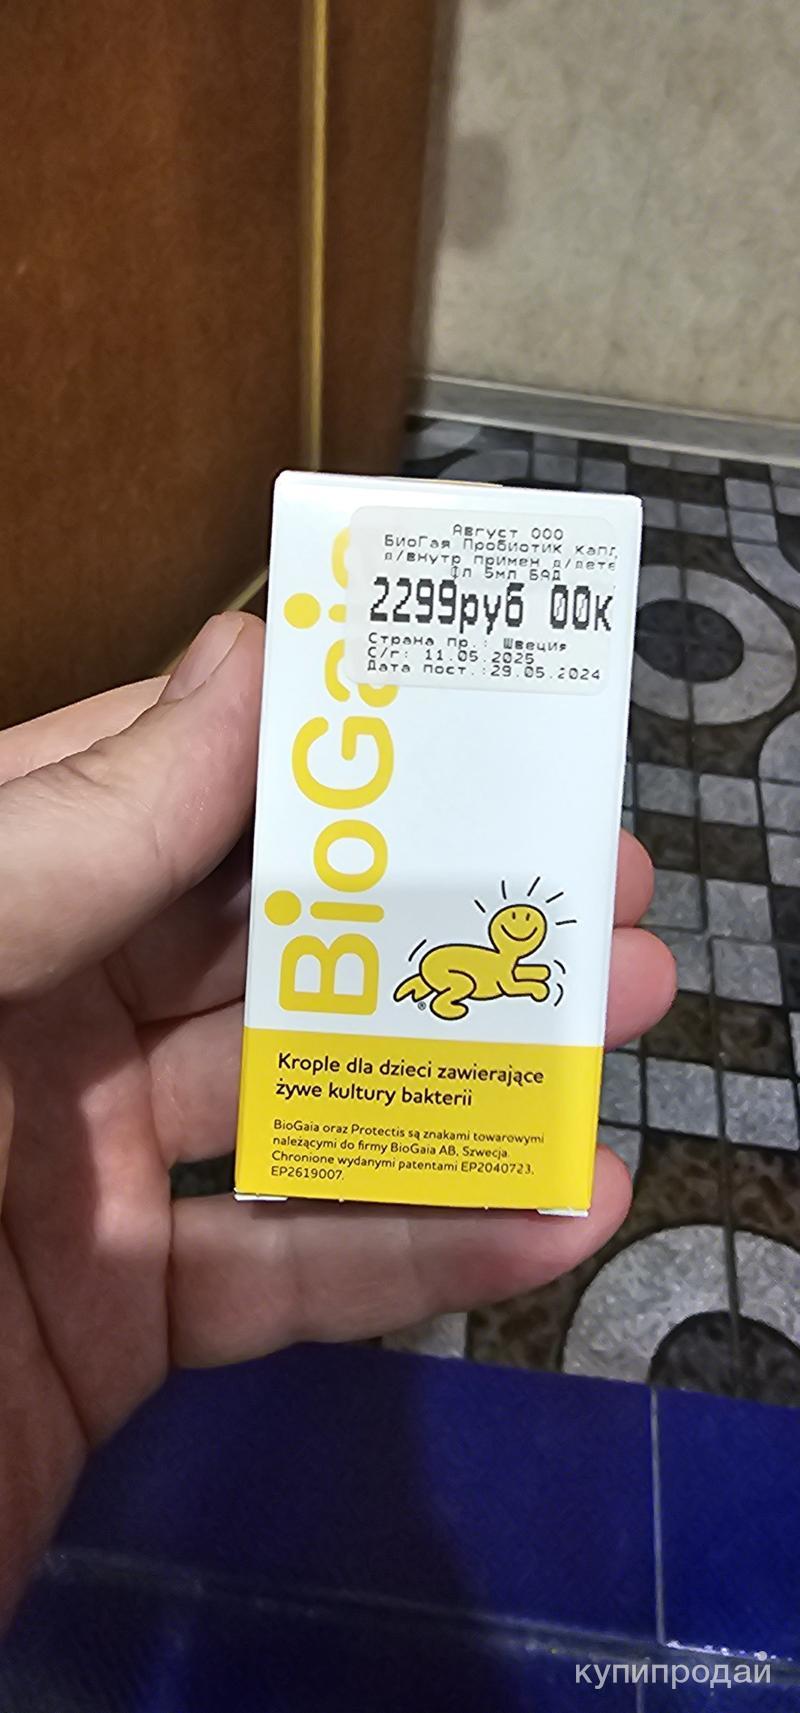 Август ООО
БиоГая Пробиотик капл,
д/внутр примен д/дете
Фл 5мл БАД
2299руб 00к
Страна пр.: Швеция
С/г: 11.05.2025
Дата пост.:29.05.2024
BioGaia
Krople dla dzieci zawierające
żywe kultury bakterii
BioGaia oraz Protectis są znakami towarowymi
należącymi do firmy BioGaia AB, Szwecja.
Chronione wydanymi patentami EP2040723,
EP2619007.
купипродай